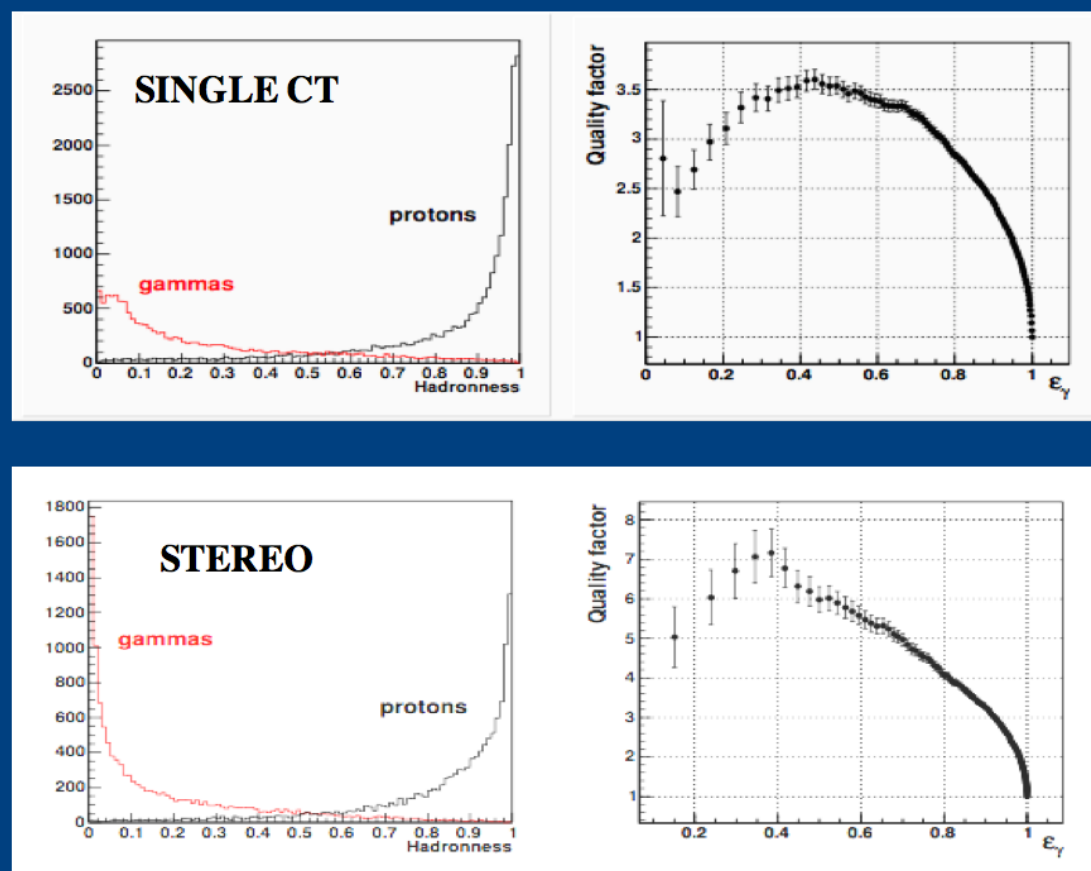 SINGLE CT
protons
gammas
2500
2000
1500
1000
500
0
0 0.1 0.2 0.3 0.4 0.5 0.6 0.7 0.8 0.9 1
Hadronness
Quality factor
3.5
3
2.5
2
1.5
1
0 0.2 0.4 0.6 0.8 1
εγ
STEREO
gammas
protons
1800
1600
1400
1200
1000
800
600
400
200
0
0 0.1 0.2 0.3 0.4 0.5 0.6 0.7 0.8 0.9 1
Hadronness
Quality factor
8
7
6
5
4
3
2
1
0.2 0.4 0.6 0.8 1
εγ